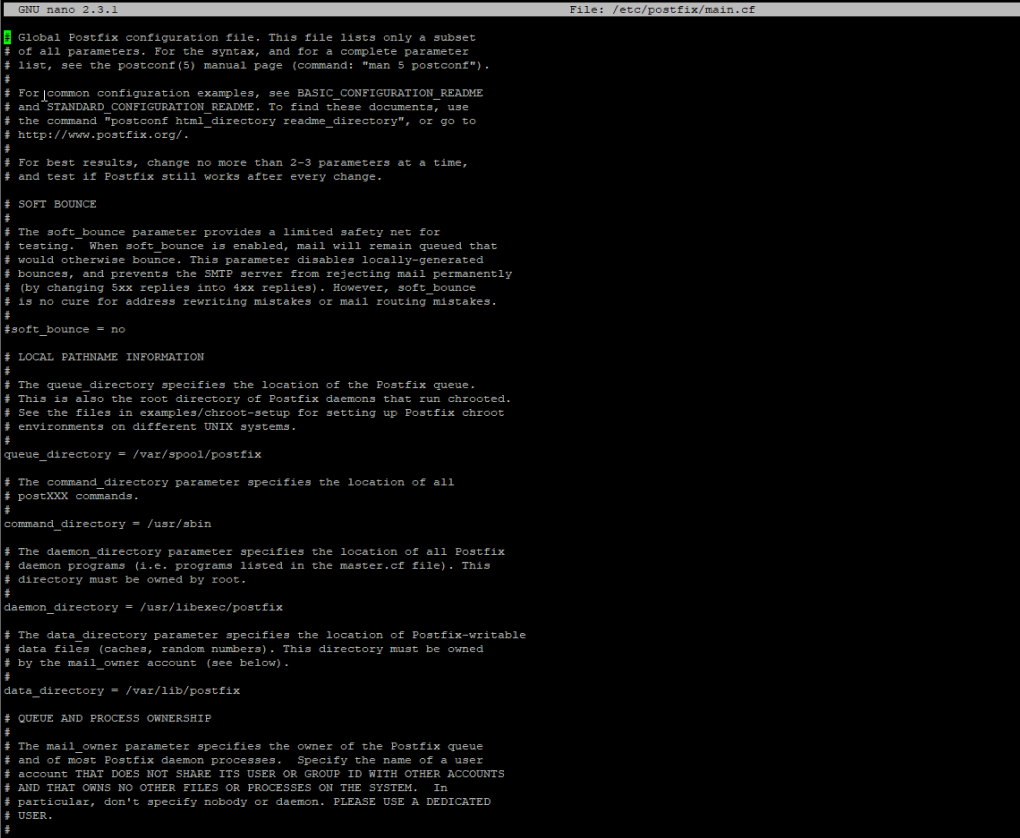 GNU nano 2.3.1 File: /etc/postfix/main.cf
# Global Postfix configuration file. This file lists only a subset
# of all parameters. For the syntax, and for a complete parameter
# list, see the postconf(5) manual page (command: "man 5 postconf").
#
# For common configuration examples, see BASIC_CONFIGURATION_README
# and STANDARD_CONFIGURATION_README. To find these documents, use
# the command "postconf html_directory readme_directory", or go to
# http://www.postfix.org/.
#
# For best results, change no more than 2-3 parameters at a time,
# and test if Postfix still works after every change.
# SOFT BOUNCE
#
# The soft_bounce parameter provides a limited safety net for
# testing.  When soft_bounce is enabled, mail will remain queued that
# would otherwise bounce. This parameter disables locally-generated
# bounces, and prevents the SMTP server from rejecting mail permanently
# (by changing 5xx replies into 4xx replies). However, soft_bounce
# is no cure for address rewriting mistakes or mail routing mistakes.
#
#soft_bounce = no
# LOCAL PATHNAME INFORMATION
#
# The queue_directory specifies the location of the Postfix queue.
# This is also the root directory of Postfix daemons that run chrooted.
# See the files in examples/chroot-setup for setting up Postfix chroot
# environments on different UNIX systems.
#
queue_directory = /var/spool/postfix
# The command_directory parameter specifies the location of all
# postXXX commands.
#
command_directory = /usr/sbin
# The daemon_directory parameter specifies the location of all Postfix
# daemon programs (i.e. programs listed in the master.cf file). This
# directory must be owned by root.
#
daemon_directory = /usr/libexec/postfix
# The data_directory parameter specifies the location of Postfix-writable
# data files (caches, random numbers). This directory must be owned
# by the mail_owner account (see below).
#
data_directory = /var/lib/postfix
# QUEUE AND PROCESS OWNERSHIP
#
# The mail_owner parameter specifies the owner of the Postfix queue
# and of most Postfix daemon processes.  Specify the name of a user
# account THAT DOES NOT SHARE ITS USER OR GROUP ID WITH OTHER ACCOUNTS
# AND THAT OWNS NO OTHER FILES OR PROCESSES ON THE SYSTEM.  In
# particular, don't specify nobody or daemon. PLEASE USE A DEDICATED
# USER.
#